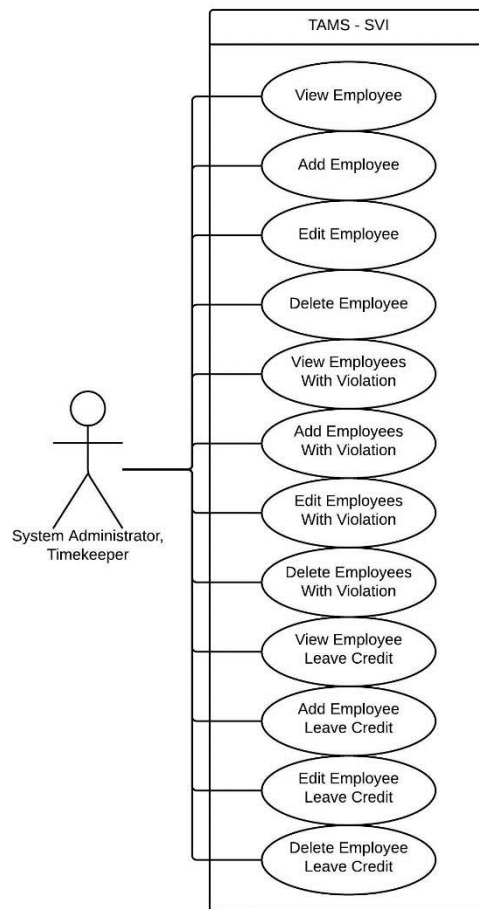 TAMS - SVI
View Employee
Add Employee
Edit Employee
Delete Employee
View Employees
With Violation
Add Employees
With Violation
Edit Employees
With Violation
Delete Employees
With Violation
View Employee
Leave Credit
Add Employee
Leave Credit
Edit Employee
Leave Credit
Delete Employee
Leave Credit
System Administrator,
Timekeeper